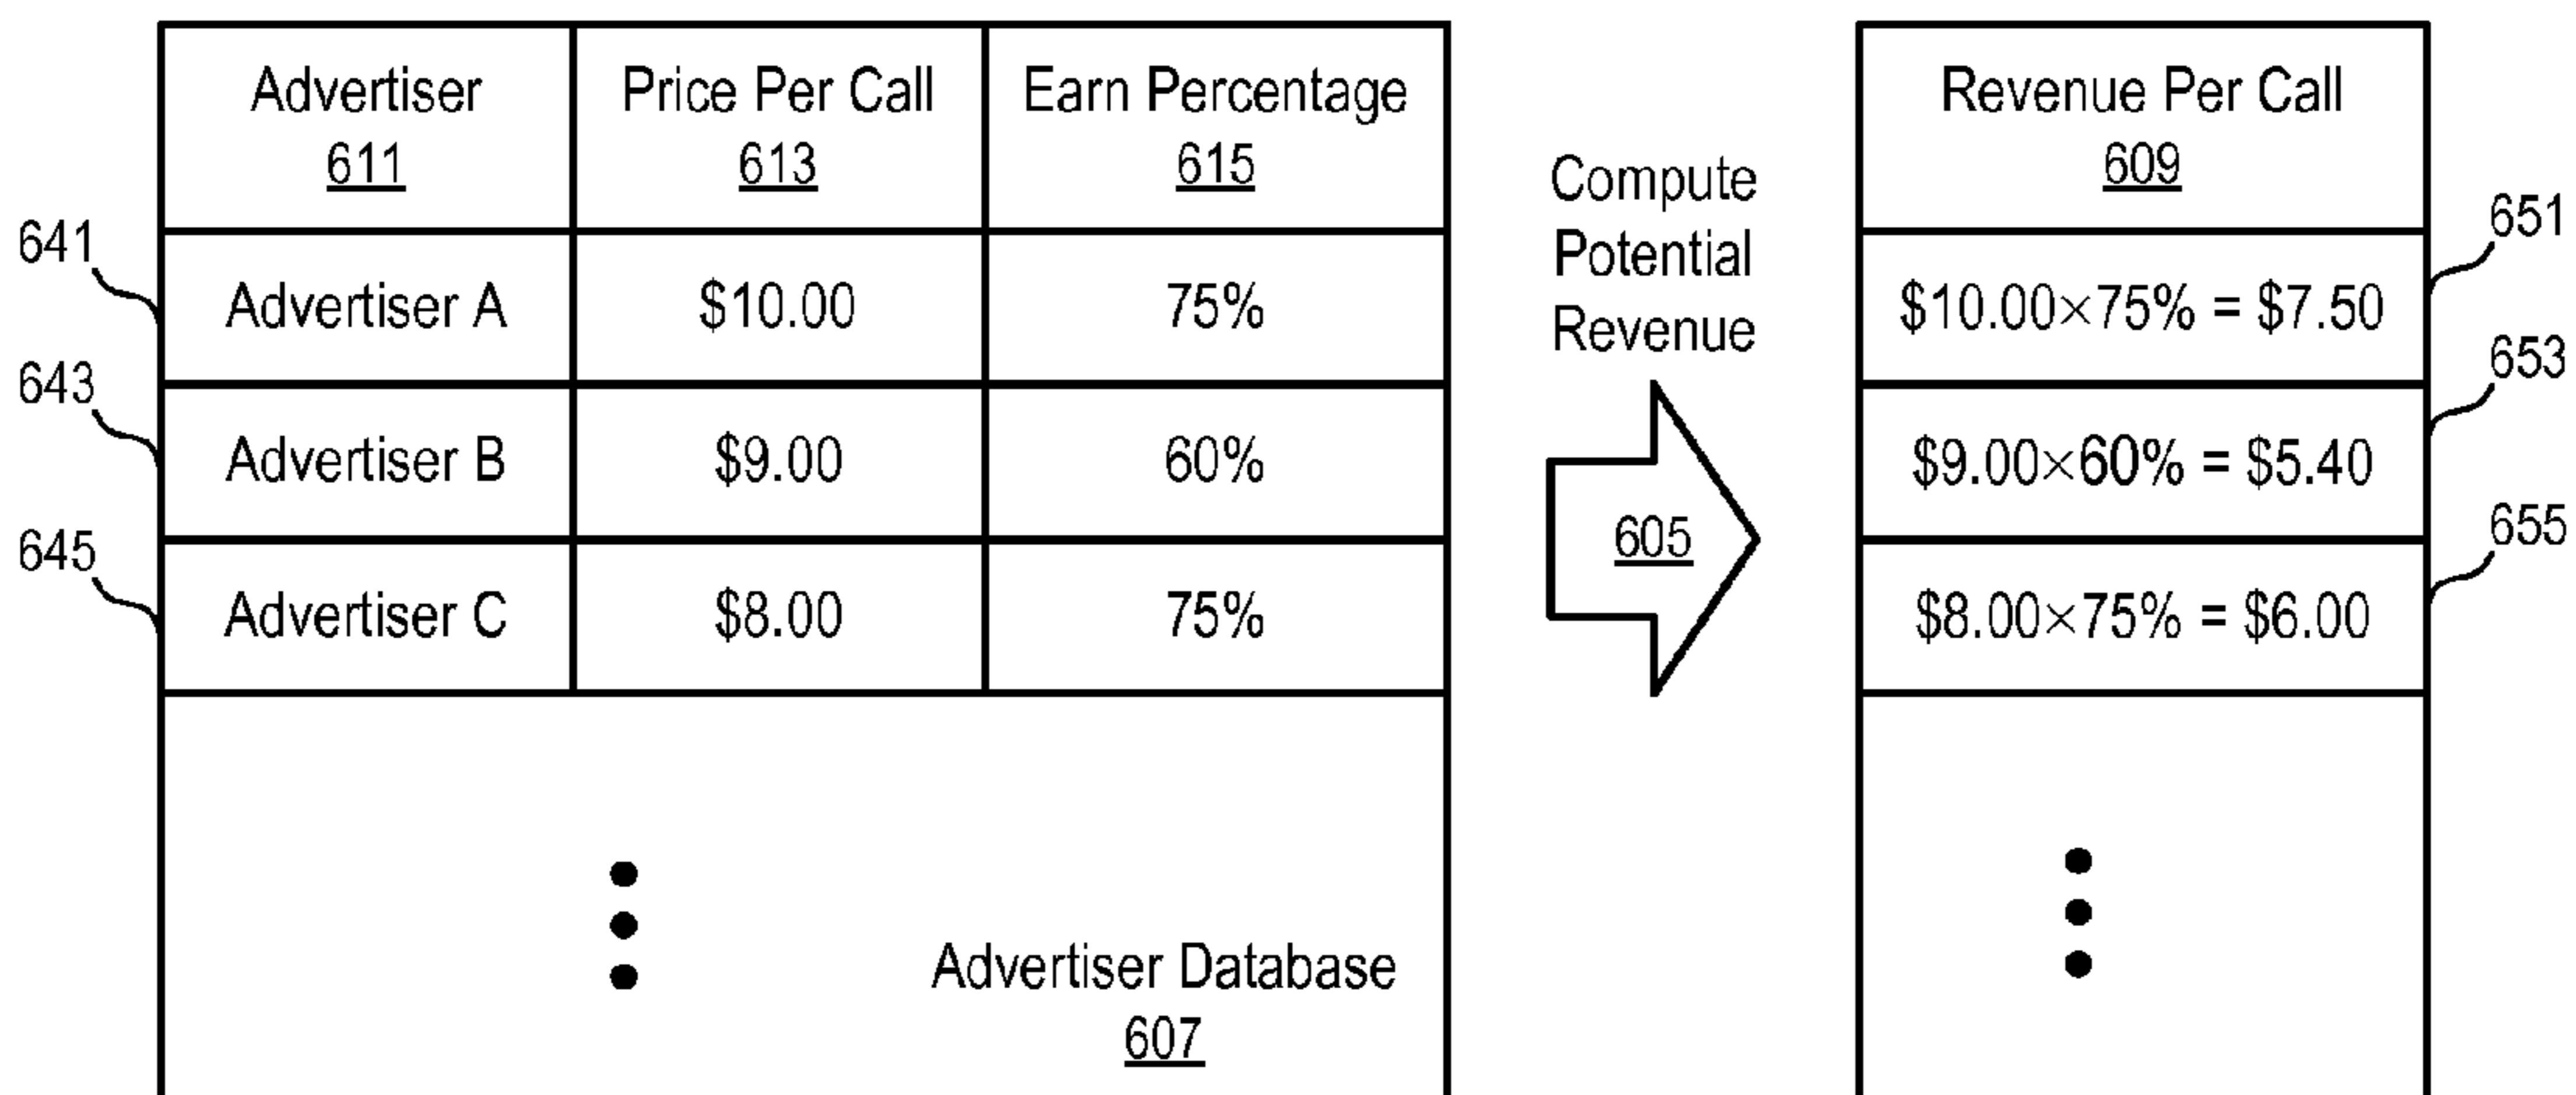 Advertiser
611
Price Per Call
613
Earn Percentage
615
641
Advertiser A
$10.00
75%
643
Advertiser B
$9.00
60%
645
Advertiser C
$8.00
75%
Advertiser Database
607
Compute
Potential
Revenue
605
Revenue Per Call
609
$10.00×75% = $7.50
651
$9.00×60% = $5.40
653
$8.00×75% = $6.00
655